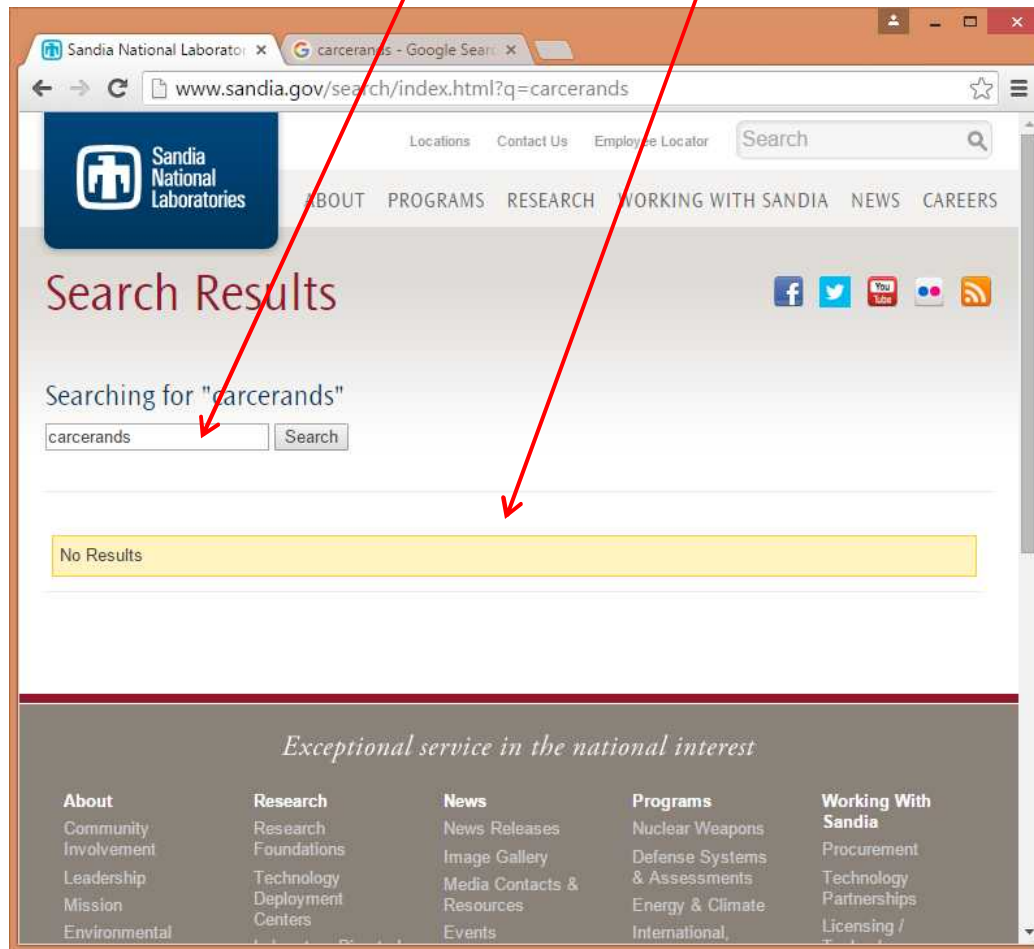 Sandia National Laborator
carcerands - Google Sear
www.sandia.gov/search/index.html?q=carcerands
Locations Contact Us Employee Locator Search
Sandia
National
Laboratories
ABOUT PROGRAMS RESEARCH WORKING WITH SANDIA NEWS CAREERS
Search Results
You
Tube
Searching for "carcerands"
carcerands Search
No Results
Exceptional service in the national interest
About
Community
Involvement
Leadership
Mission
Environmental
Research
Research
Foundations
Technology
Deployment
Centers
News
News Releases
Image Gallery
Media Contacts &
Resources
Events
Programs
Nuclear Weapons
Defense Systems
& Assessments
Energy & Climate
International,
Working With
Sandia
Procurement
Technology
Partnerships
Licensing /